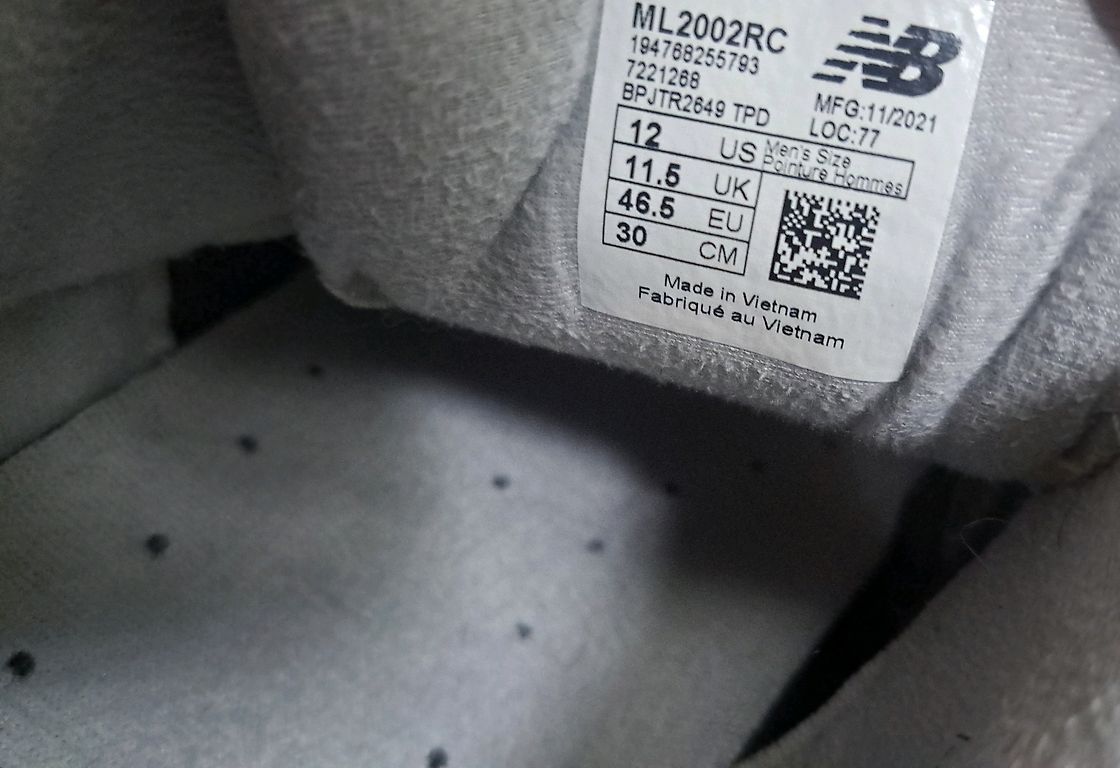 ML2002RC
194768255793
7221268
BPJTR2649 TPD
NB
MFG:11/2021
LOC:77
12 US Men's Size
Pointure Hommes
11.5 UK
46.5 EU
30 CM
Made in Vietnam
Fabriqué au Vietnam